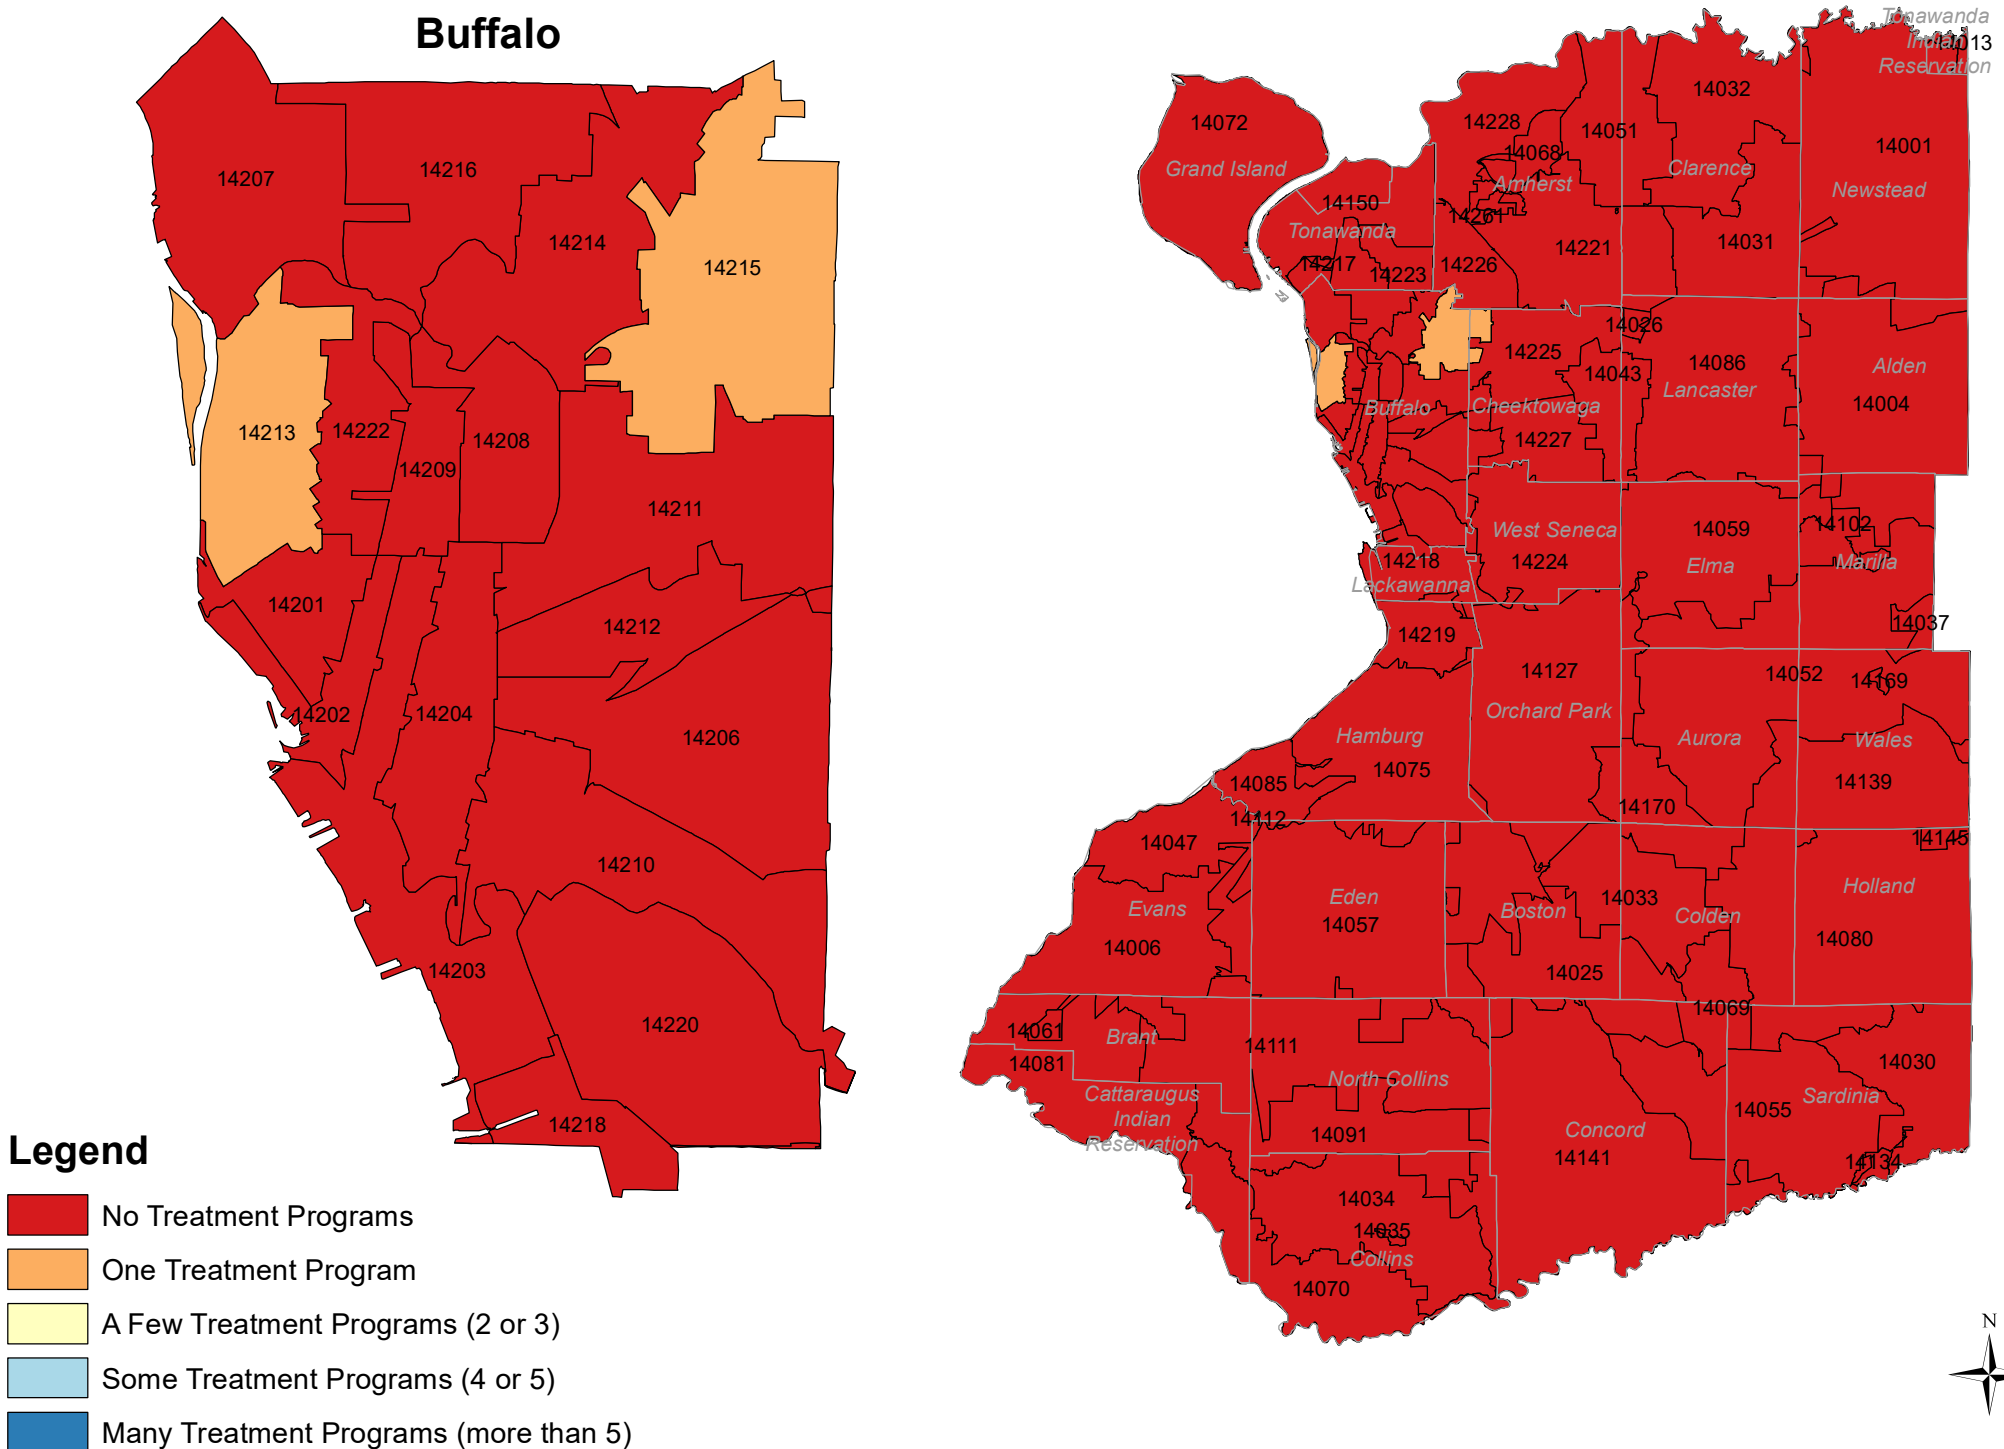 Buffalo
14207
14216
14214
14215
14213
14222
14208
14209
14211
14201
14212
14202
14204
14206
14210
14203
14220
14218
Legend
No Treatment Programs
One Treatment Program
A Few Treatment Programs (2 or 3)
Some Treatment Programs (4 or 5)
Many Treatment Programs (more than 5)
Tonawanda
Indian
Reservation
14013
14032
14072
14228
14051
14001
14068
Grand Island
Clarence
Amherst
Newstead
14150
14261
Tonawanda
14221
14031
14217
14223
14226
14026
14225
14086
14043
Alden
Lancaster
14004
Buffalo
Cheektowaga
14227
West Seneca
14059
14102
14218
14224
Elma
Marilla
Lackawanna
14037
14219
14127
14052
14169
Orchard Park
Hamburg
Aurora
Wales
14075
14085
14139
14170
14112
14047
14145
Holland
Eden
14033
Evans
Boston
Colden
14057
14006
14080
14025
14069
14061
Brant
14111
14081
14030
North Collins
Cattaraugus
Indian
Reservation
Sardinia
14055
14091
Concord
14141
14134
14034
14035
Collins
14070
N